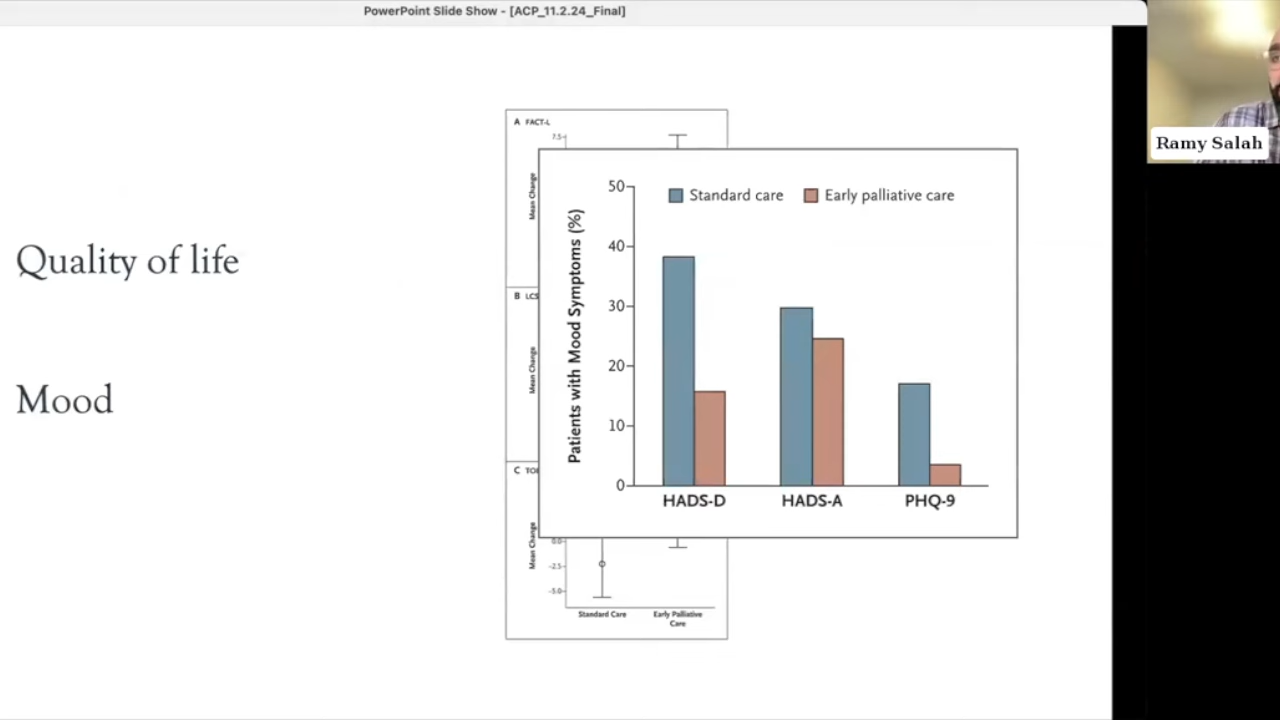 PowerPoint Slide Show - [ACP_11.2.24_Final]
Ramy Salah
Quality of life
Mood
A FACT-L
7.5
Mean Change
B LCS
Mean Change
C TOI
Mean Change
0.0
-2.5
-5.0
Standard Care
Early Palliative
Care
Patients with Mood Symptoms (%)
50
40
30
20
10
0
Standard care
Early palliative care
HADS-D
HADS-A
PHQ-9